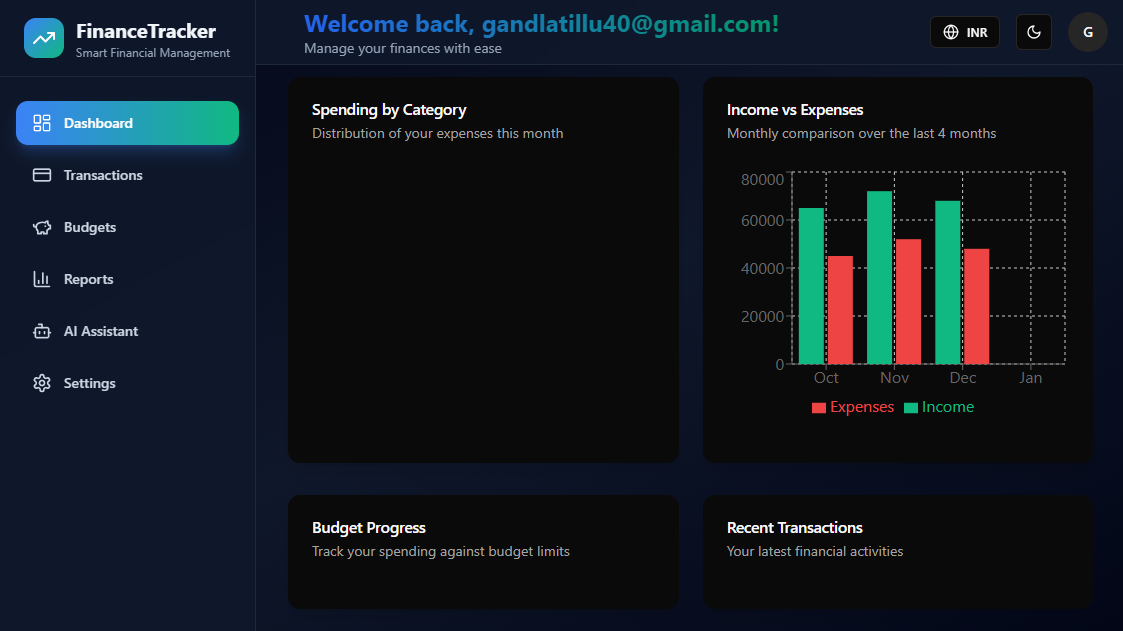 FinanceTracker
Smart Financial Management
Welcome back, gandlatillu40@gmail.com!
Manage your finances with ease
INR
G
Dashboard
Transactions
Budgets
Reports
AI Assistant
Settings
Spending by Category
Distribution of your expenses this month
Income vs Expenses
Monthly comparison over the last 4 months
80000
60000
40000
20000
0
Oct Nov Dec Jan
Expenses Income
Budget Progress
Track your spending against budget limits
Recent Transactions
Your latest financial activities